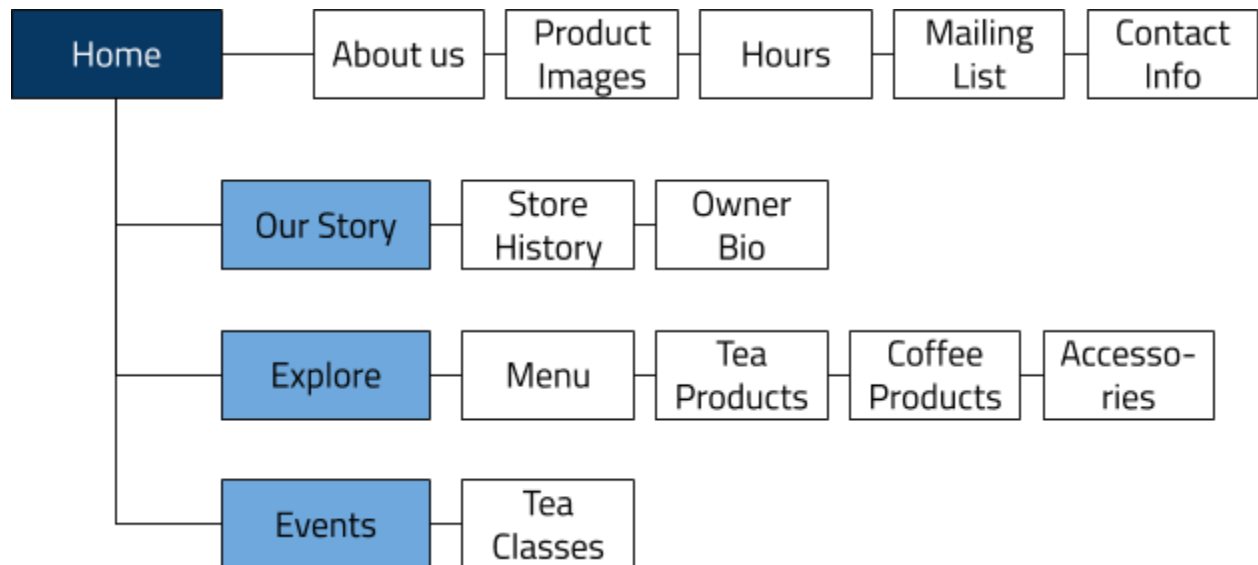 Home
About us
Product
Images
Hours
Mailing
List
Contact
Info
Our Story
Store
History
Owner
Bio
Explore
Menu
Tea
Products
Coffee
Products
Accesso-
ries
Events
Tea
Classes